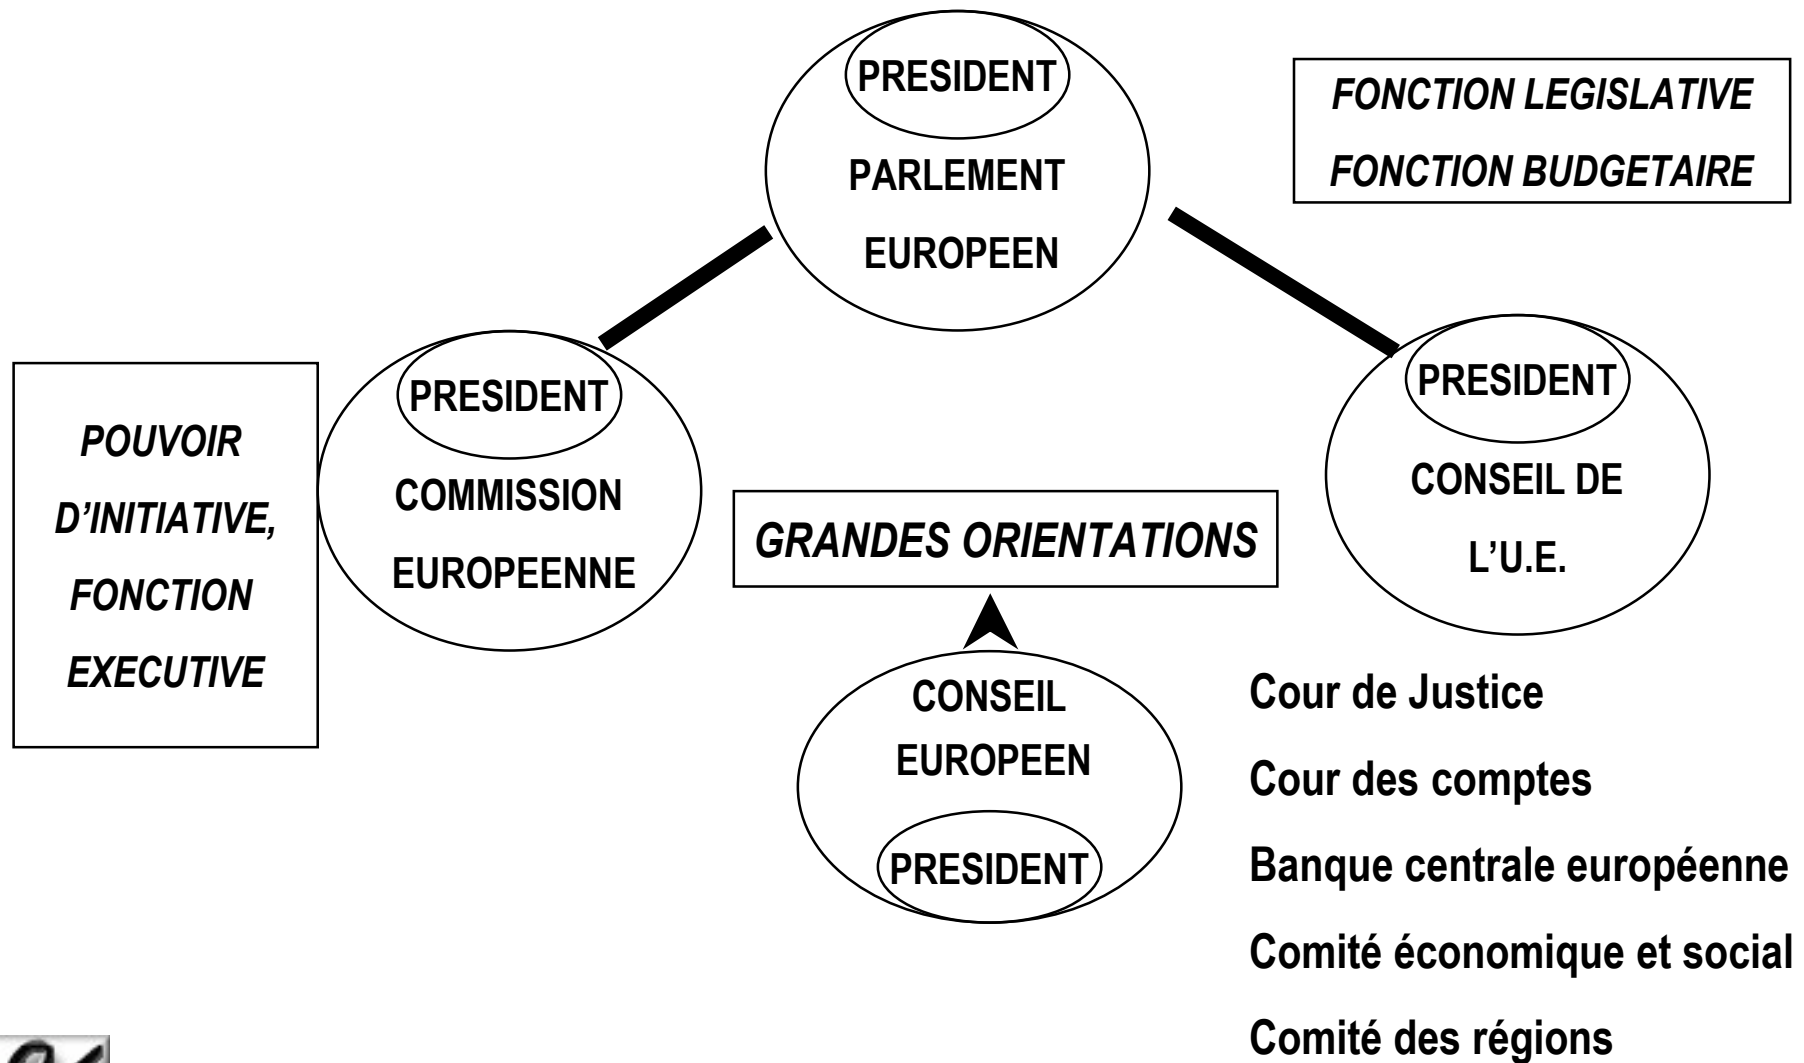 PRESIDENT
PARLEMENT
EUROPEEN
FONCTION LEGISLATIVE
FONCTION BUDGETAIRE
POUVOIR
D’INITIATIVE,
FONCTION
EXECUTIVE
PRESIDENT
COMMISSION
EUROPEENNE
GRANDES ORIENTATIONS
PRESIDENT
CONSEIL DE
L’U.E.
CONSEIL
EUROPEEN
PRESIDENT
Cour de Justice
Cour des comptes
Banque centrale européenne
Comité économique et social
Comité des régions